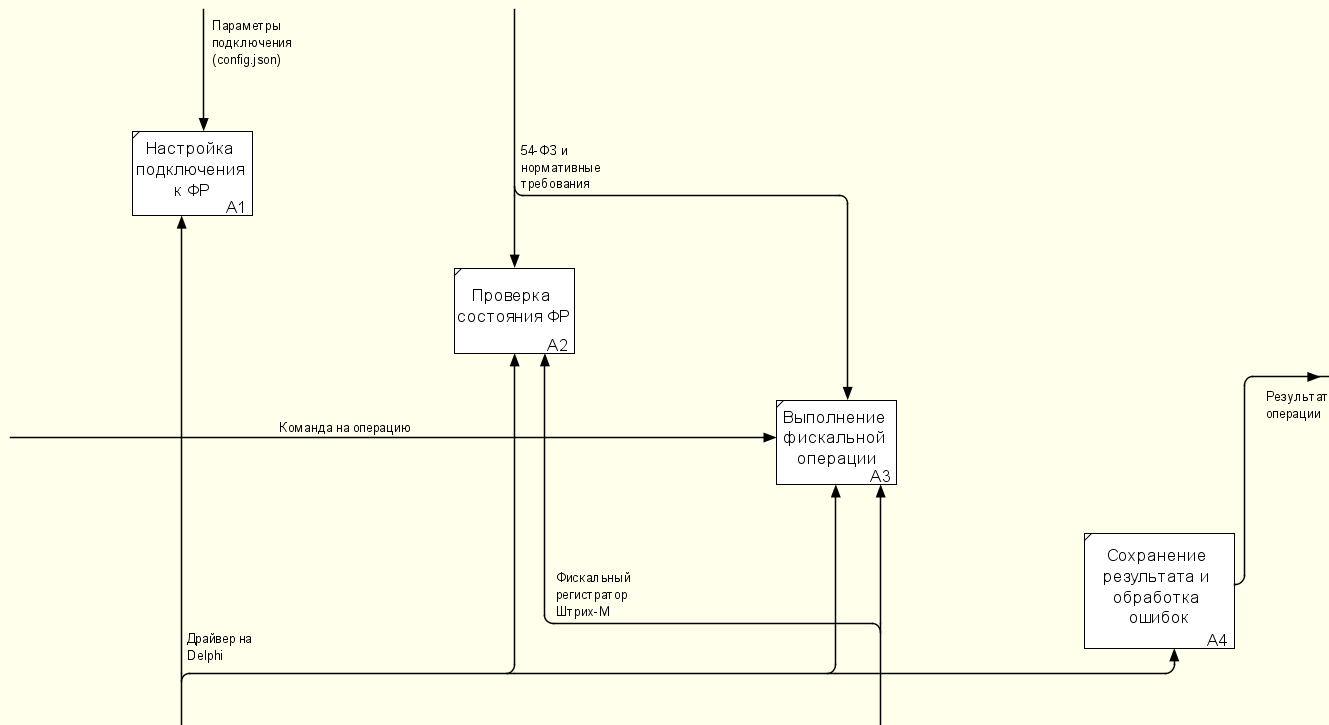 Параметры
подключения
(config.json)
Настройка
подключения
к ФР
A1
54-ФЗ и
нормативные
требования
Проверка
состояния ФР
A2
Результат
операции
Команда на операцию
Выполнение
фискальной
операции
A3
Сохранение
результата и
обработка
ошибок
A4
Фискальный
регистратор
Штрих-М
Драйвер на
Delphi